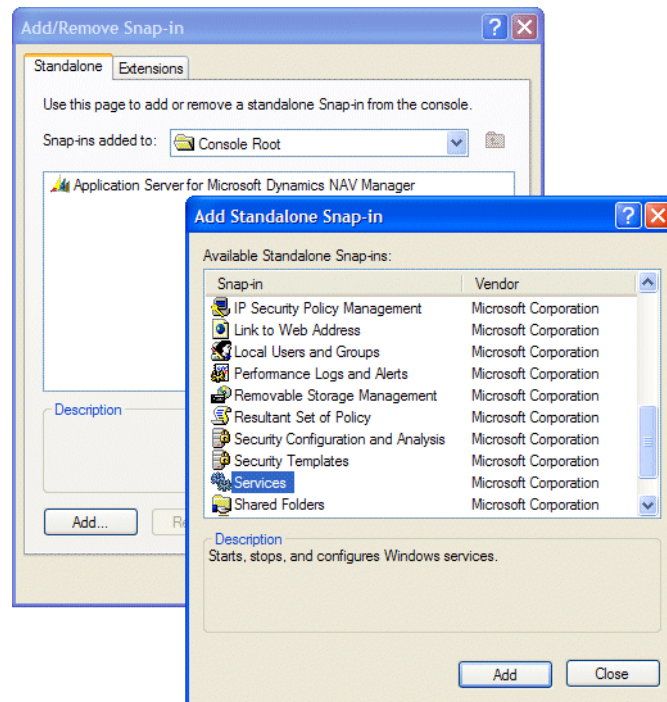 Add/Remove Snap-in
Standalone Extensions
Use this page to add or remove a standalone Snap-in from the console.
Snap-ins added to: Console Root
Application Server for Microsoft Dynamics NAV Manager
Description
Add...
Add Standalone Snap-in
Available Standalone Snap-ins:
Snap-in Vendor
IP Security Policy Management Microsoft Corporation
Link to Web Address Microsoft Corporation
Local Users and Groups Microsoft Corporation
Performance Logs and Alerts Microsoft Corporation
Removable Storage Management Microsoft Corporation
Resultant Set of Policy Microsoft Corporation
Security Configuration and Analysis Microsoft Corporation
Security Templates Microsoft Corporation
Services Microsoft Corporation
Shared Folders Microsoft Corporation
Description
Starts, stops, and configures Windows services.
Add Close